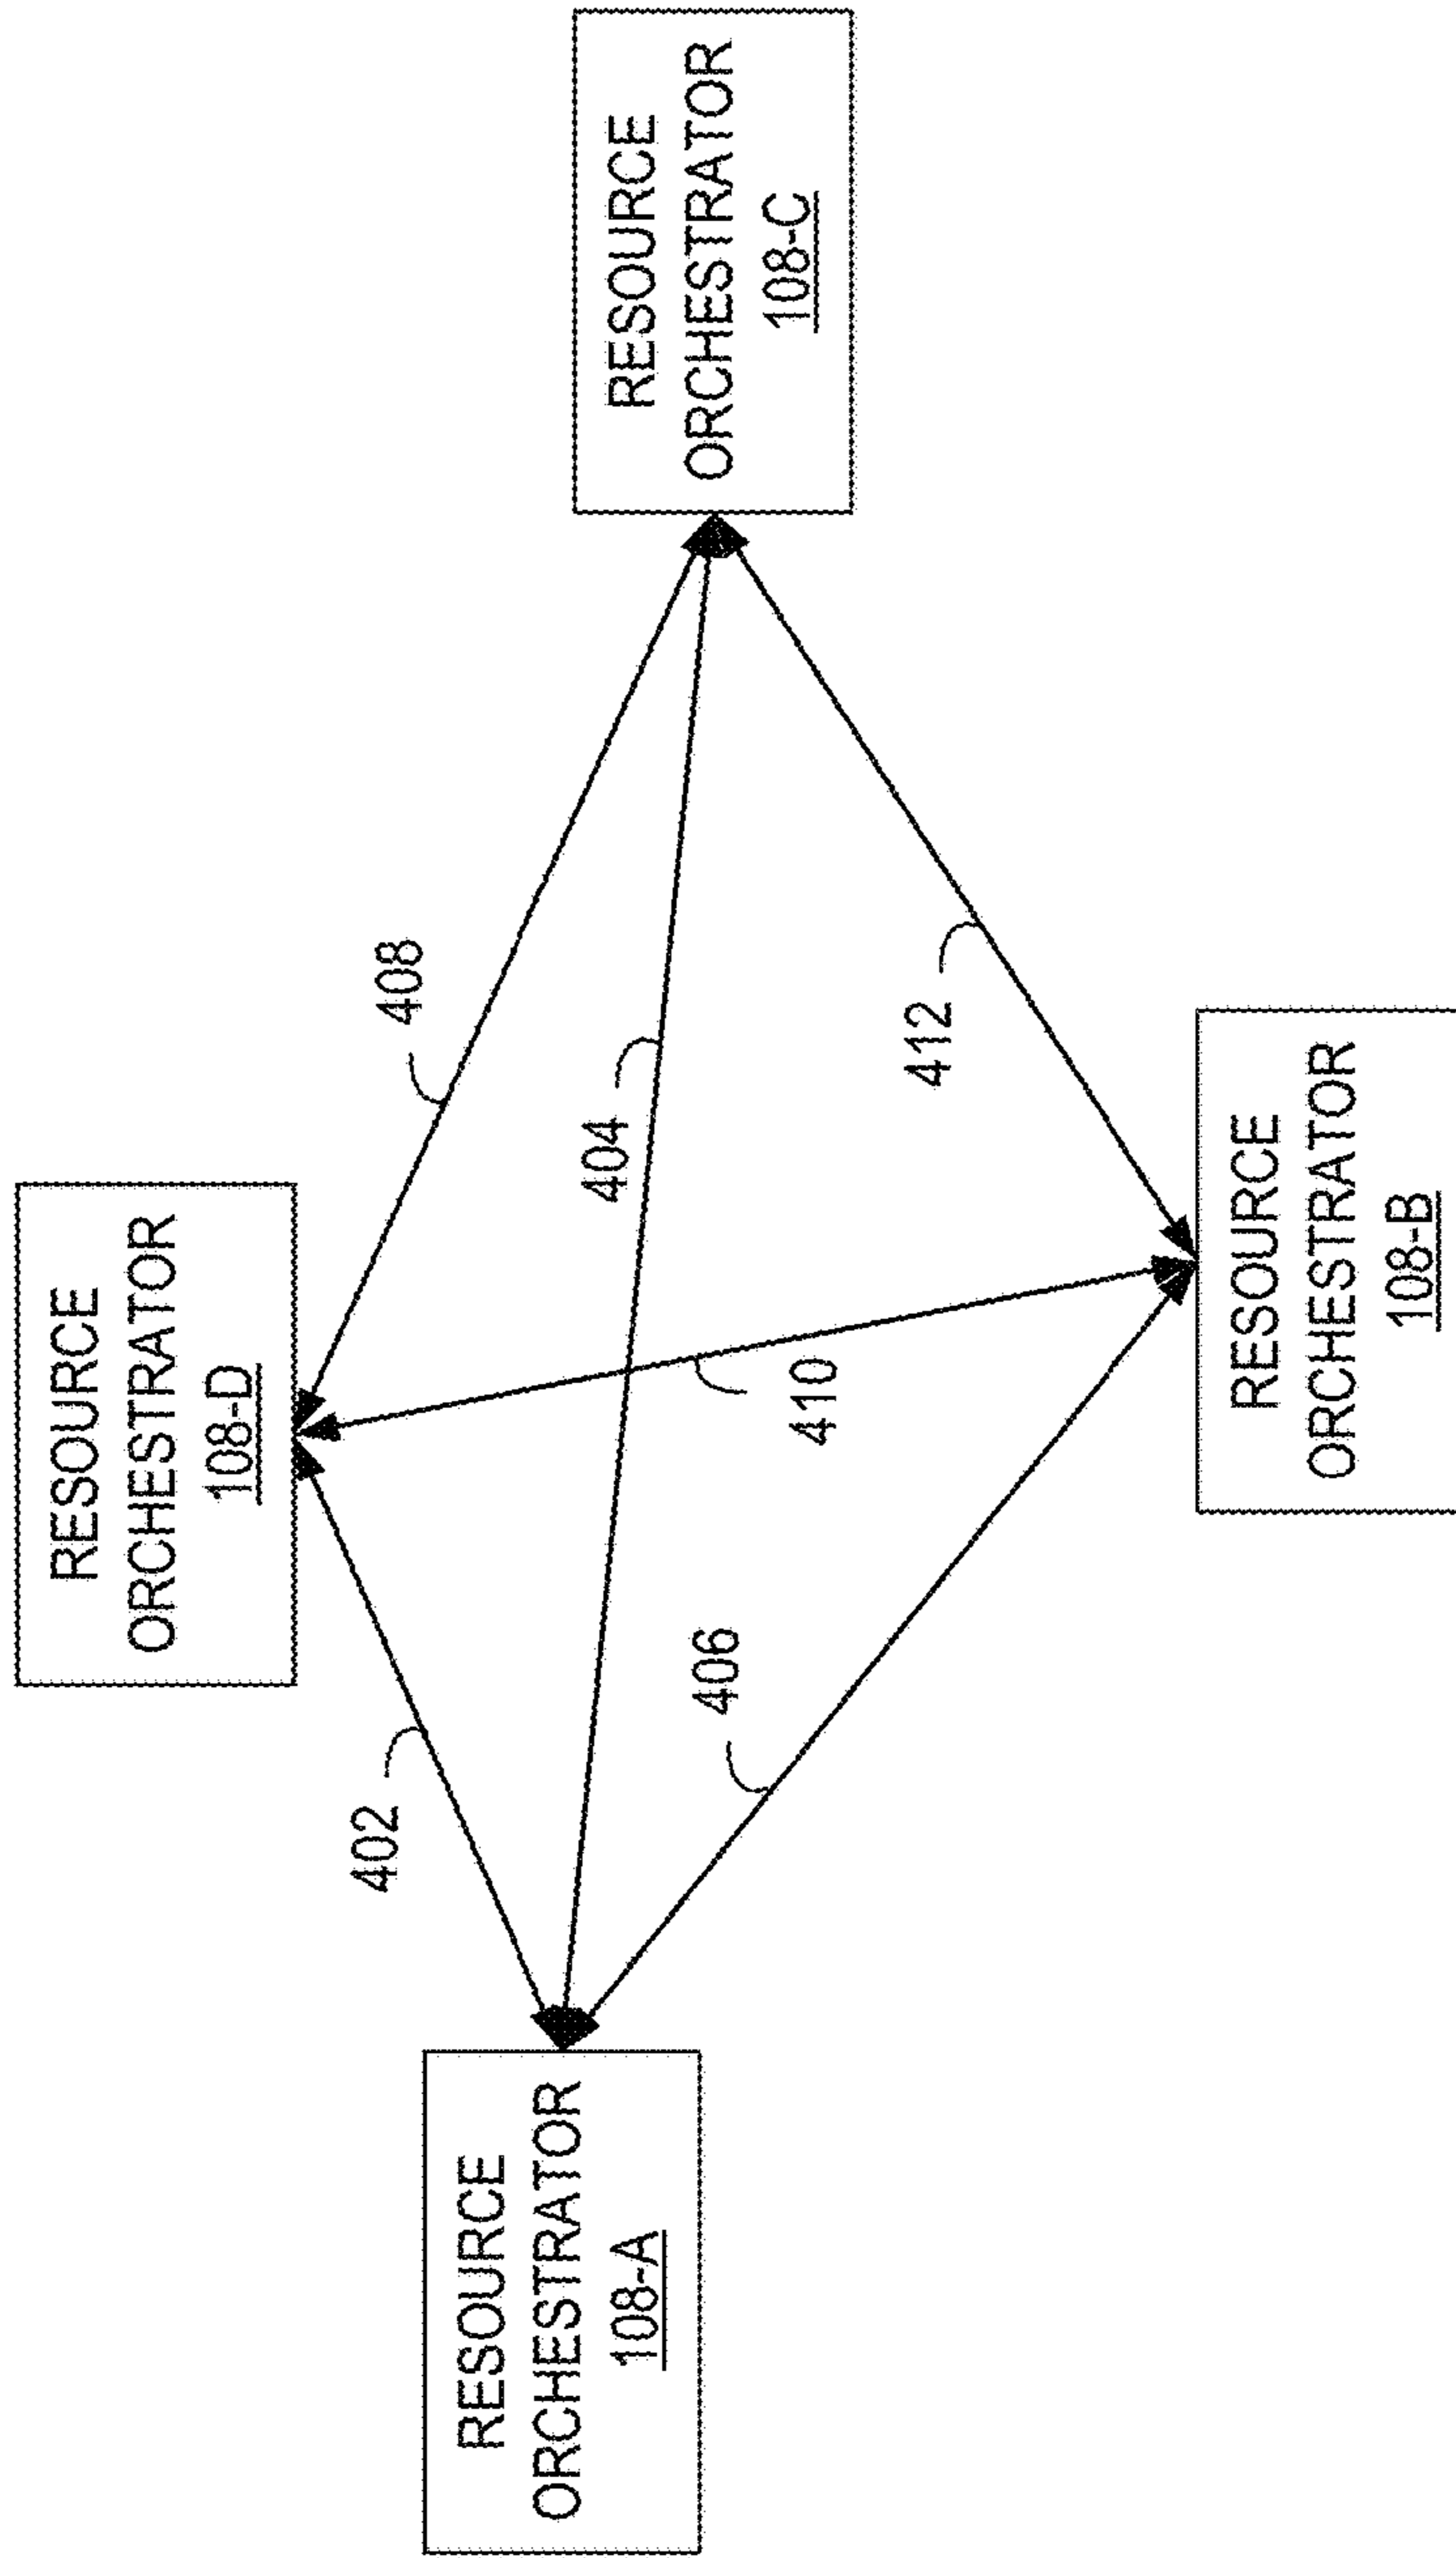 RESOURCE
ORCHESTRATOR
108-D
402
408
RESOURCE
ORCHESTRATOR
108-A
404
RESOURCE
ORCHESTRATOR
108-C
406
410
412
RESOURCE
ORCHESTRATOR
108-B